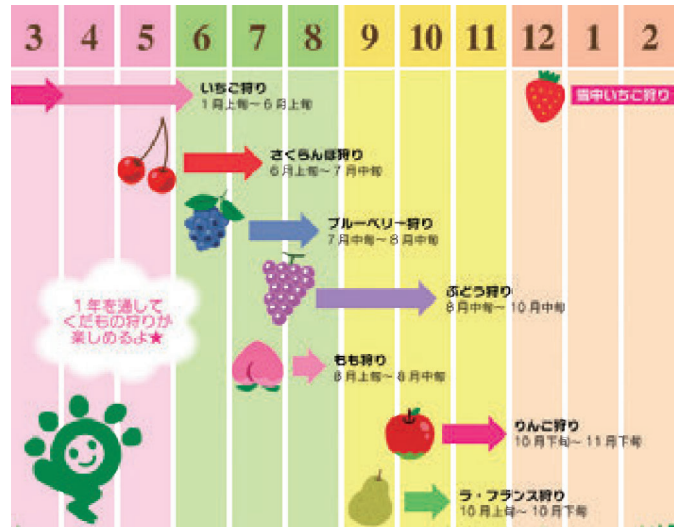 3 4 5 6 7 8 9 10 11 12 1 2
いちご狩り
1月上旬～6月上旬
雪中いちご狩り
さくらんぼ狩り
6月上旬～7月中旬
ブルーベリー狩り
7月中旬～8月中旬
ぶどう狩り
8月中旬～10月中旬
1年を通して
くだもの狩りが
楽しめるよ★
もも狩り
8月上旬～8月中旬
りんご狩り
10月下旬～11月下旬
ラ・フランス狩り
10月上旬～10月下旬